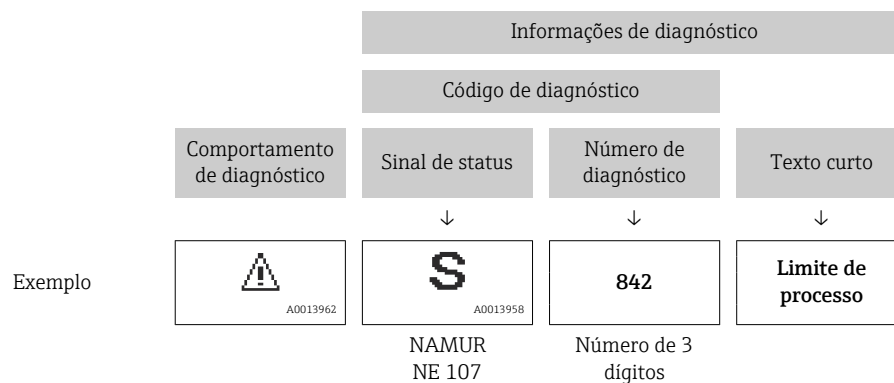 Informações de diagnóstico
Código de diagnóstico
Comportamento
de diagnóstico
Sinal de status
Número de
diagnóstico
Texto curto
↓ ↓ ↓
Exemplo
A0013962
S
A0013958
842
Limite de
processo
NAMUR
NE 107
Número de 3
dígitos